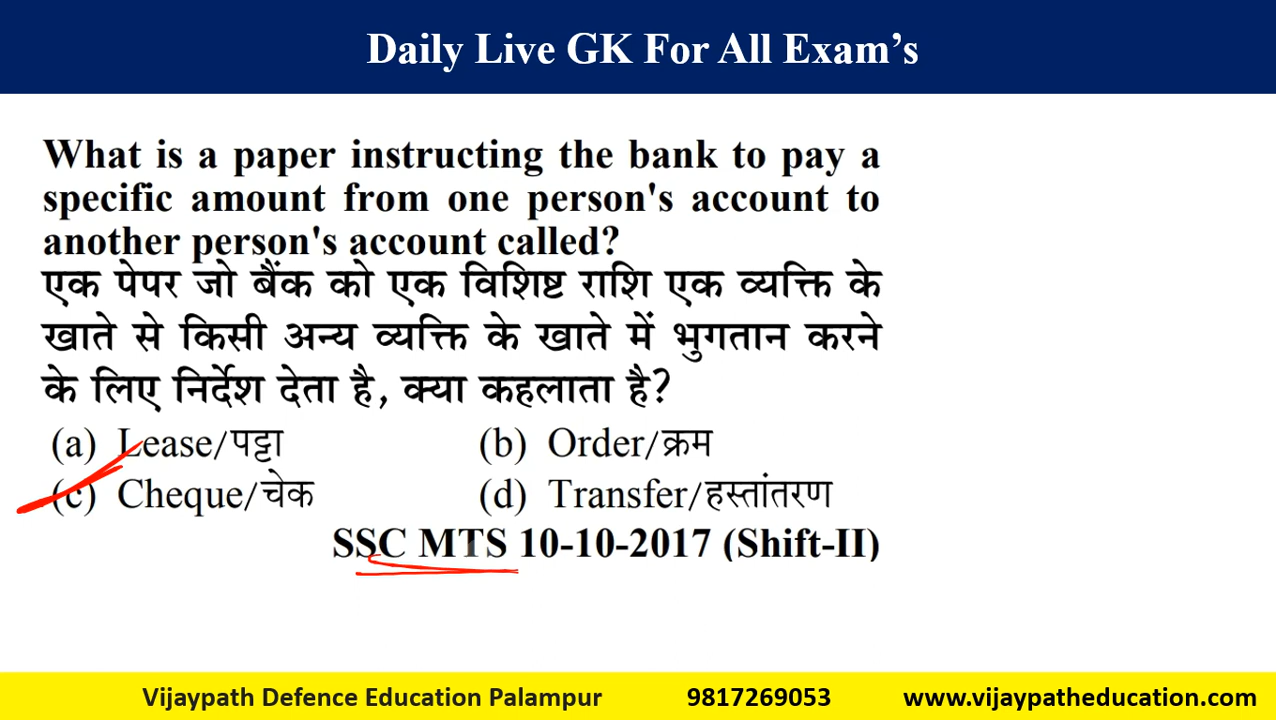 Daily Live GK For All Exam’s
What is a paper instructing the bank to pay a
specific amount from one person's account to
another person's account called?
एक पेपर जो बैंक को एक विशिष्ट राशि एक व्यक्ति के
खाते से किसी अन्य व्यक्ति के खाते में भुगतान करने
के लिए निर्देश देता है, क्या कहलाता है?
(a) Lease/पट्टा (b) Order/क्रम
(c) Cheque/चेक (d) Transfer/हस्तांतरण
SSC MTS 10-10-2017 (Shift-II)
Vijaypath Defence Education Palampur 9817269053 www.vijaypatheducation.com